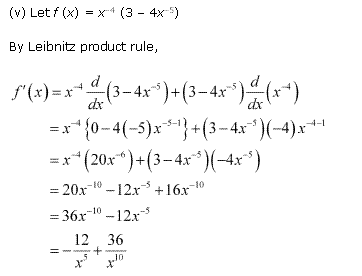 (v) Let f (x) = x⁻⁴ (3 – 4x⁻⁵)
By Leibnitz product rule,
f′(x) = x⁻⁴ d/dx (3 − 4x⁻⁵) + (3 − 4x⁻⁵) d/dx (x⁻⁴)
= x⁻⁴ {0 − 4(−5)x⁻⁵⁻¹} + (3 − 4x⁻⁵)(−4)x⁻⁴⁻¹
= x⁻⁴ (20x⁻⁶) + (3 − 4x⁻⁵)(−4x⁻⁵)
= 20x⁻¹⁰ − 12x⁻⁵ + 16x⁻¹⁰
= 36x⁻¹⁰ − 12x⁻⁵
= − 12/x⁵ + 36/x¹⁰